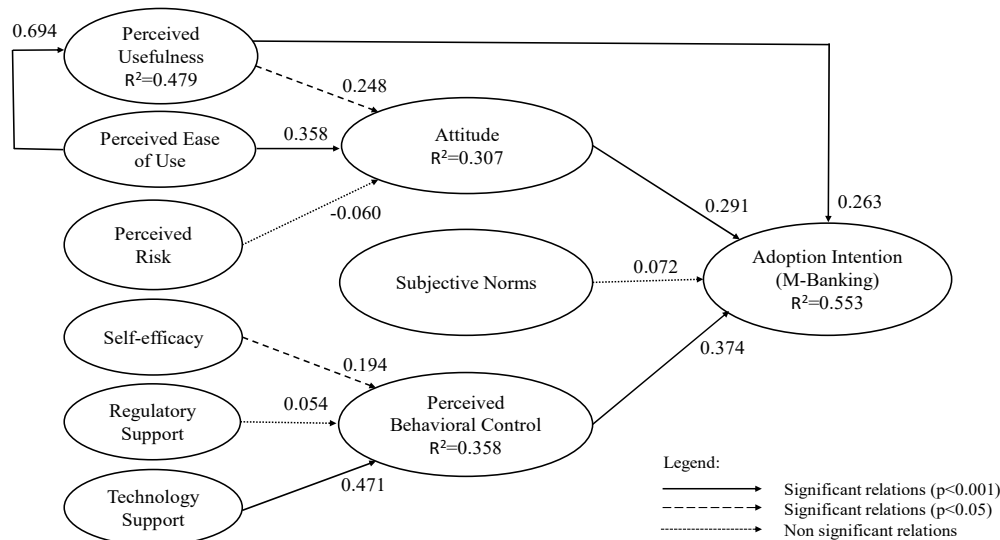 0.694
Perceived
Usefulness
R²=0.479
0.248
Perceived Ease
of Use
0.358
Attitude
R²=0.307
-0.060
Perceived
Risk
0.291
0.263
Subjective Norms
0.072
Adoption Intention
(M-Banking)
R²=0.553
Self-efficacy
0.194
0.374
Regulatory
Support
0.054
Perceived
Behavioral Control
R²=0.358
Technology
Support
0.471
Legend:
Significant relations (p<0.001)
Significant relations (p<0.05)
Non significant relations